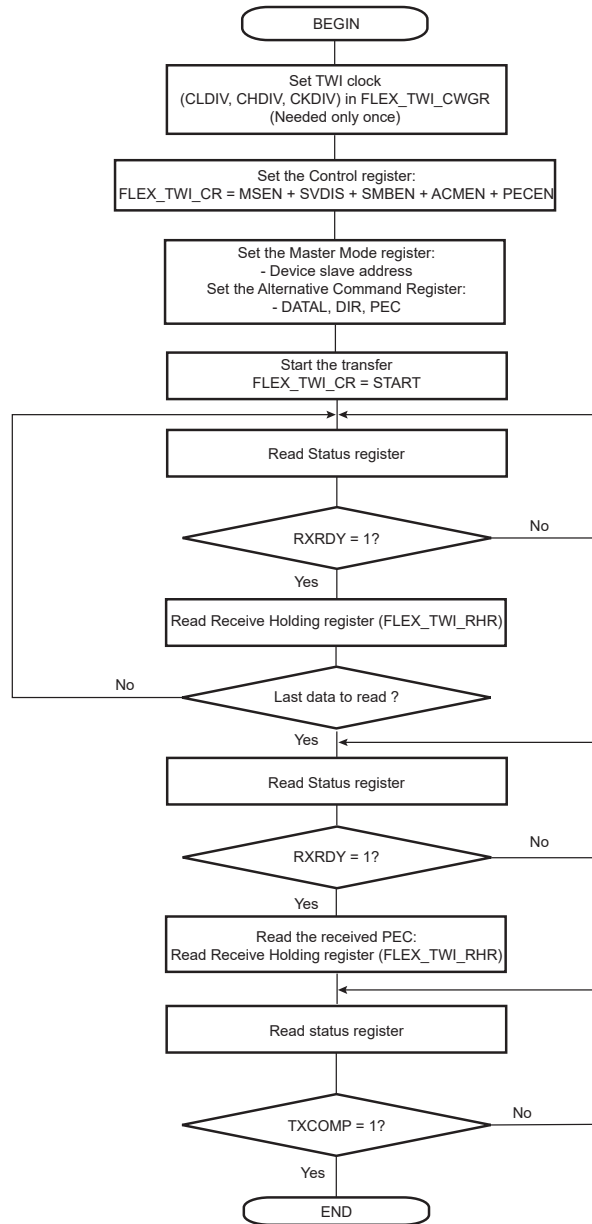 BEGIN
Set TWI clock
(CLDIV, CHDIV, CKDIV) in FLEX_TWI_CWGR
(Needed only once)
Set the Control register:
FLEX_TWI_CR = MSEN + SVDIS + SMBEN + ACMEN + PECEN
Set the Master Mode register:
- Device slave address
Set the Alternative Command Register:
- DATAL, DIR, PEC
Start the transfer
FLEX_TWI_CR = START
Read Status register
RXRDY = 1?
No
Yes
Read Receive Holding register (FLEX_TWI_RHR)
No
Last data to read ?
Yes
Read Status register
RXRDY = 1?
No
Yes
Read the received PEC:
Read Receive Holding register (FLEX_TWI_RHR)
Read status register
TXCOMP = 1?
No
Yes
END